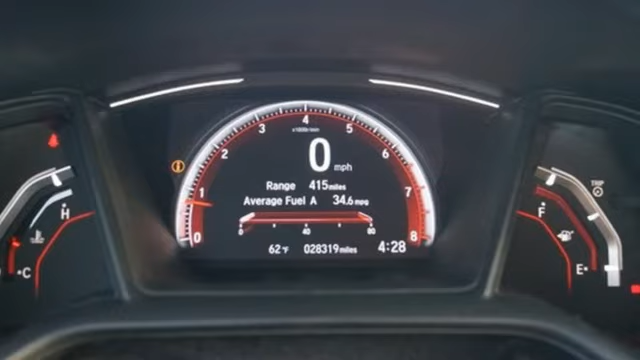 x1000r/min
0 1 2 3 4 5 6 7 8
0 mph
Range 415 miles
Average Fuel A 34.6 mpg
0 40 80
62°F 028319 miles 4:28
H
C
TRIP
F
E